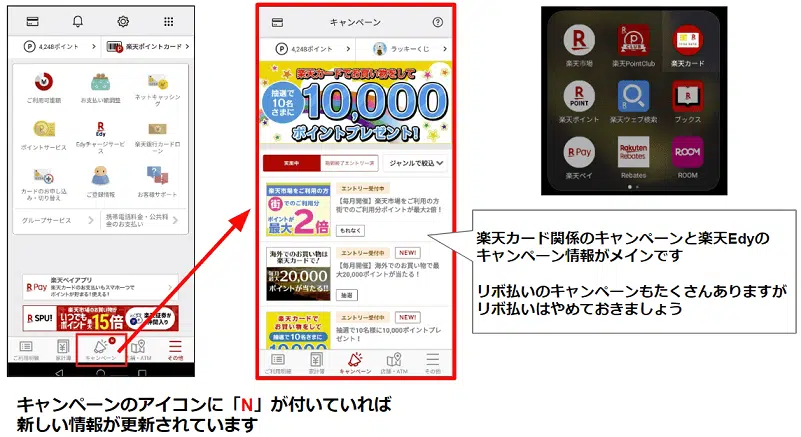 4,248ポイント
楽天ポイントカード
ご利用可能額
お支払い額調整
ネットキャッシング
ポイントサービス
R
Edy
Edyチャージサービス
楽天銀行カードローン
カードのお申し込み・切り替え
ご登録情報
お客様サポート
グループサービス
携帯電話料金・公共料金のお支払い
R Pay
楽天ペイアプリ
楽天カードのお支払いもスマホ一つで
ポイントが貯まる!使える!
R SPU!
楽天市場のお買い物が
いつでもポイント最大15倍
楽天証券が
仲間入り
ご利用明細
家計簿
キャンペーン
店舗・ATM
その他
キャンペーン
4,248ポイント
ラッキーくじ
楽天カードでお買い物をして
抽選で
10名
さまに
10,000
ポイントプレゼント!
実施中
ジャンルで絞込
楽天市場をご利用の方
街でのご利用分
ポイントが
最大2倍
エントリー受付中
【毎月開催】楽天市場をご利用の方
街でのご利用分ポイントが最大2倍!
もれなく
海外でのお買い物は
楽天カードで!
毎月
最大20,000
ポイントが当たる!!
エントリー受付中
NEW!
【毎月開催】海外でのお買い物で最
大20,000ポイントが当たる!
抽選
楽天カードで
お買い物をして
10,000
エントリー受付中
NEW!
抽選で10名様に10,000ポイントプレ
ゼント!
ご利用明細
家計簿
キャンペーン
店舗・ATM
その他
R
楽天市場
P
CLUB
楽天PointClub
楽天カード
R
POINT
楽天ポイント
楽天ウェブ検索
R
ブックス
R Pay
楽天ペイ
Rakuten
Rebates
Rebates
ROOM
ROOM
楽天カード関係のキャンペーンと楽天Edyの
キャンペーン情報がメインです
リボ払いのキャンペーンもたくさんありますが
リボ払いはやめておきましょう
キャンペーンのアイコンに「N」が付いていれば
新しい情報が更新されています